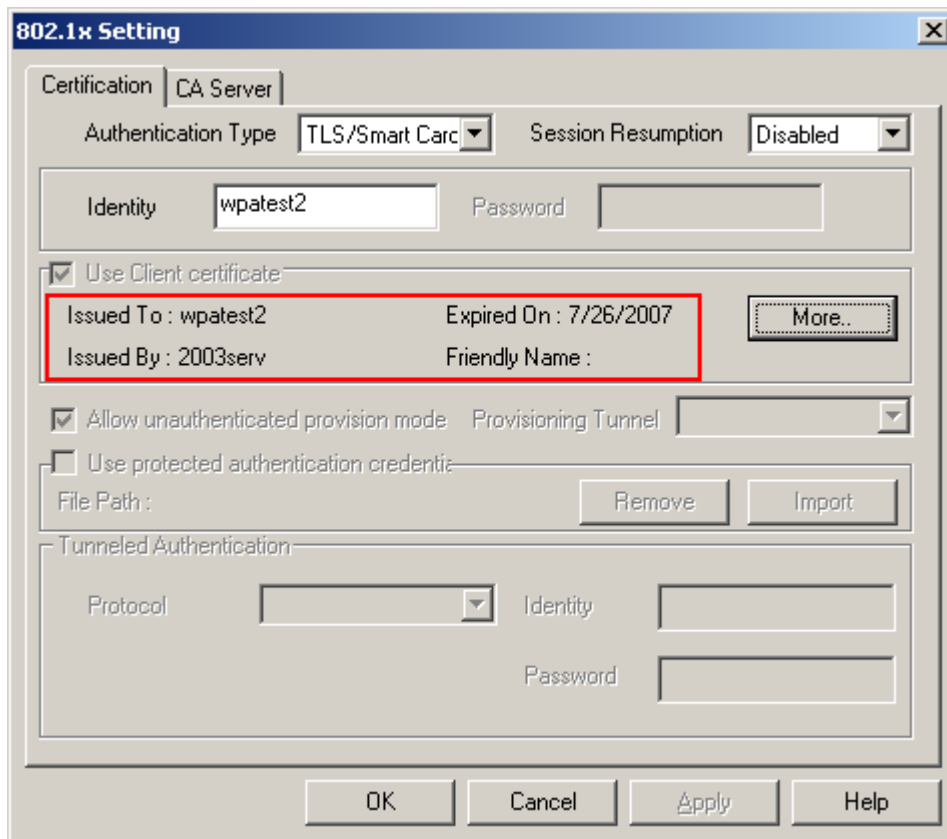 802.1x Setting
Certification CA Server
Authentication Type TLS/Smart Carc Session Resumption Disabled
Identity wpatest2 Password
Use Client certificate
Issued To : wpatest2 Expired On : 7/26/2007 More..
Issued By : 2003serv Friendly Name :
Allow unauthenticated provision mode Provisioning Tunnel
Use protected authentication credentia
File Path : Remove Import
Tunneled Authentication
Protocol Identity
Password
OK Cancel Apply Help